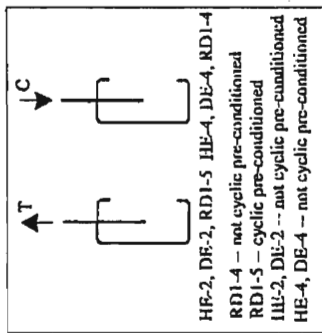 T
C
HE-2, DE-2, RD1-5 HE-4, DE-4, RD1-4
RD1-4 – not cyclic pre-conditioned
RD1-5 – cyclic pre-conditioned
HE-2, DE-2 -- not cyclic pre-conditioned
HE-4, DE-4 -- not cyclic pre-conditioned